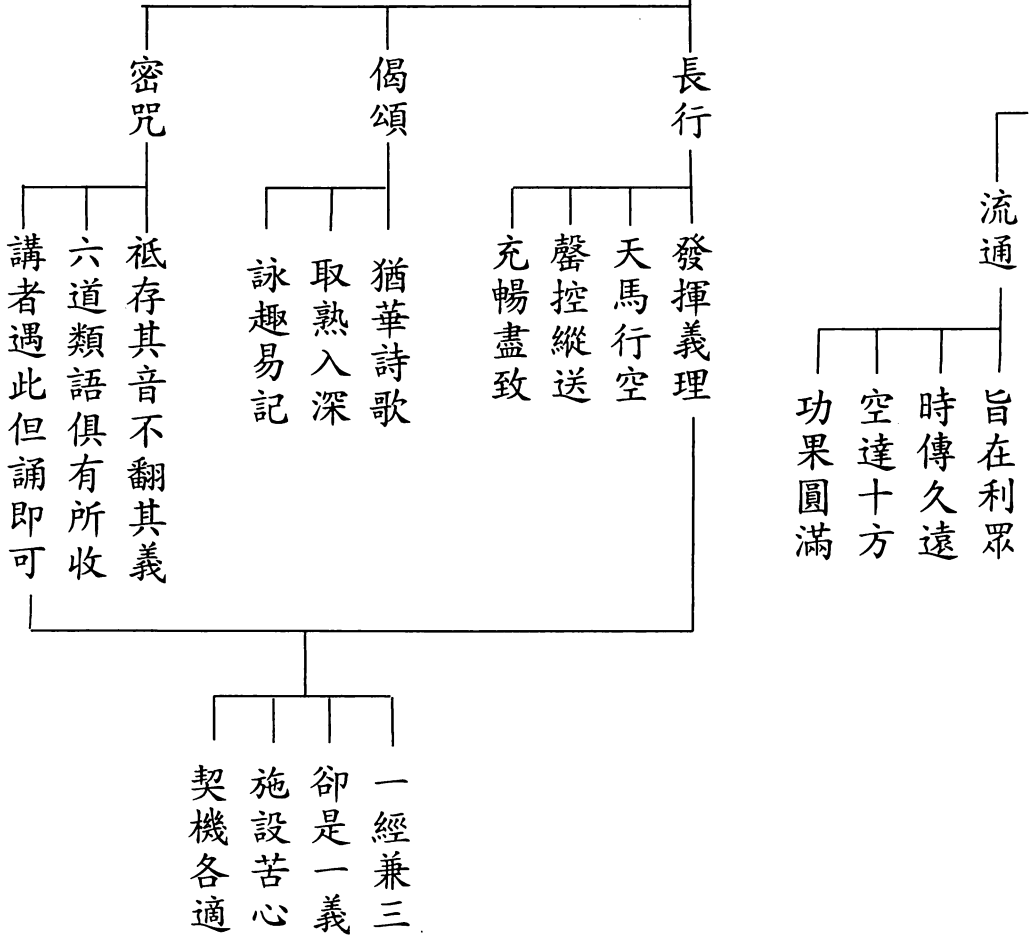 流通
旨在利眾
時傳久遠
空達十方
功果圓滿
長行
發揮義理
天馬行空
罄控縱送
充暢盡致
偈頌
猶華詩歌
取熟入深
詠趣易記
密咒
祇存其音不翻其義
六道類語俱有所收
講者遇此但誦即可
一經兼三
卻是一義
施設苦心
契機各適